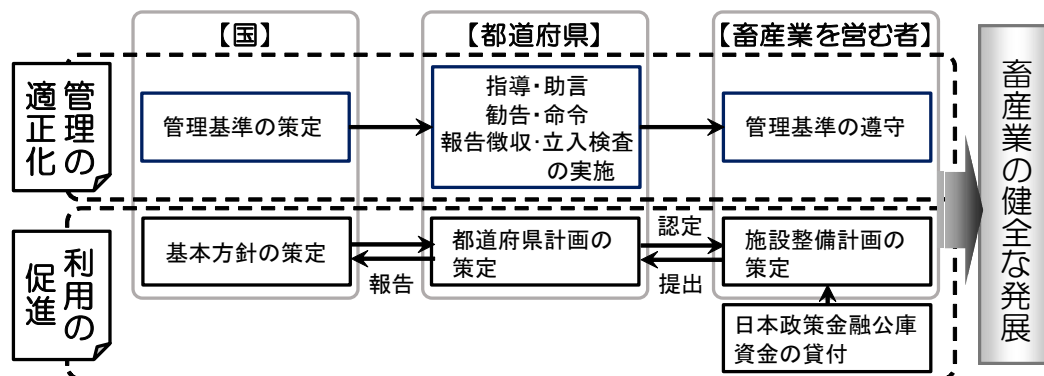 【国】
【都道府県】
【畜産業を営む者】
管理の
適正化
管理基準の策定
指導・助言
勧告・命令
報告徴収・立入検査
の実施
管理基準の遵守
利用の
促進
基本方針の策定
報告
都道府県計画の
策定
認定
提出
施設整備計画の
策定
日本政策金融公庫
資金の貸付
畜産業の健全な発展